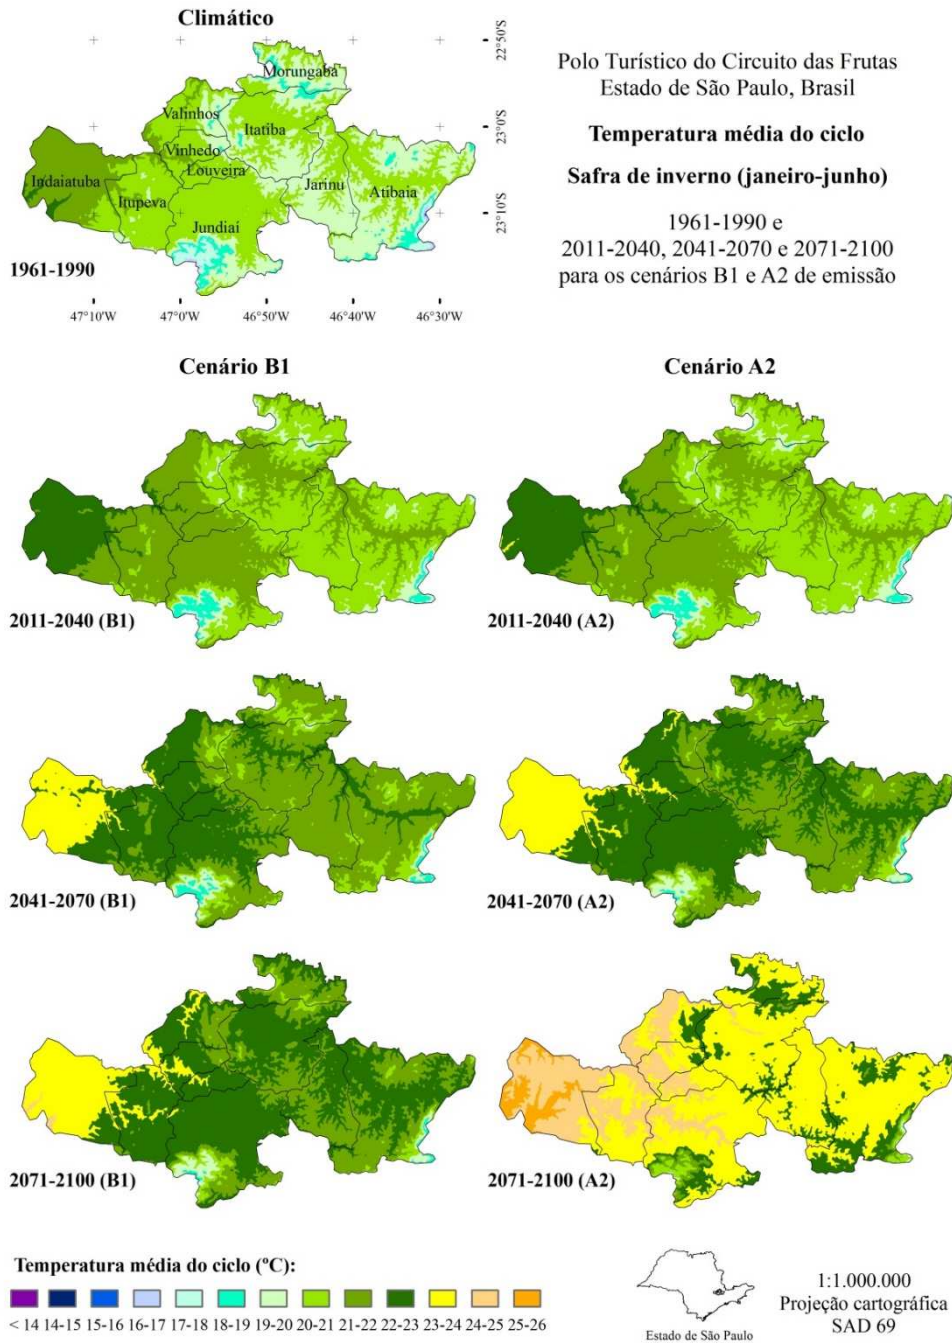 Climático
Polo Turístico do Circuito das Frutas
Estado de São Paulo, Brasil
Temperatura média do ciclo
Safra de inverno (janeiro-junho)
1961-1990 e
2011-2040, 2041-2070 e 2071-2100
para os cenários B1 e A2 de emissão
22°50'S
23°0'S
23°10'S
Morungaba
Valinhos
Itatiba
Vinhedo
Louveira
Indaiatuba
Jarinu
Atibaia
Itupeva
Jundiaí
1961-1990
47°10'W 47°0'W 46°50'W 46°40'W 46°30'W
Cenário B1
Cenário A2
2011-2040 (B1)
2011-2040 (A2)
2041-2070 (B1)
2041-2070 (A2)
2071-2100 (B1)
2071-2100 (A2)
Temperatura média do ciclo (ºC):
< 14 14-15 15-16 16-17 17-18 18-19 19-20 20-21 21-22 22-23 23-24 24-25 25-26
Estado de São Paulo
1:1.000.000
Projeção cartográfica
SAD 69